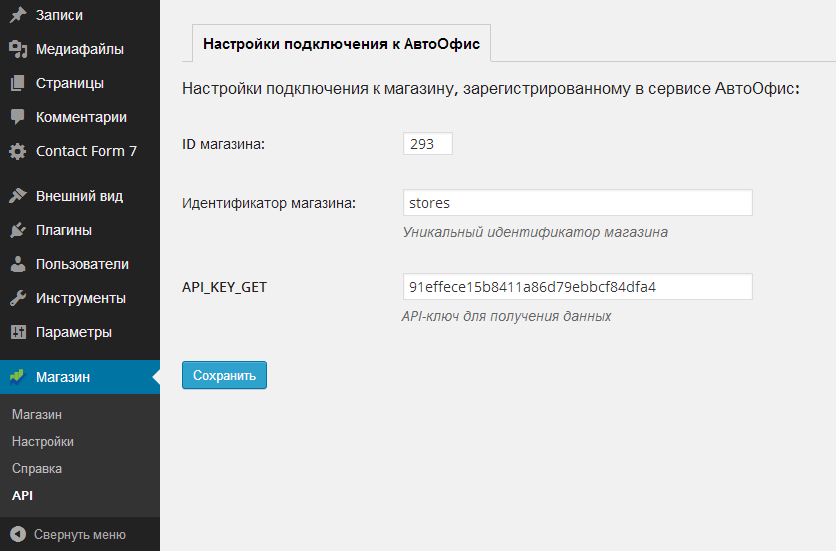 Записи
Медиафайлы
Страницы
Комментарии
Contact Form 7
Внешний вид
Плагины
Пользователи
Инструменты
Параметры
Магазин
Магазин
Настройки
Справка
API
Свернуть меню
Настройки подключения к АвтоОфис
Настройки подключения к магазину, зарегистрированному в сервисе АвтоОфис:
ID магазина:
293
Идентификатор магазина:
stores
Уникальный идентификатор магазина
API_KEY_GET
91effece15b8411a86d79ebbcf84dfa4
API-ключ для получения данных
Сохранить